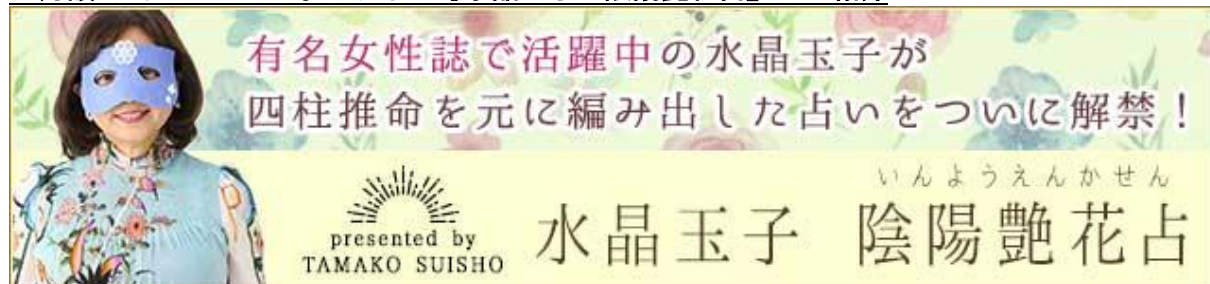 有名女性誌で活躍中の水晶玉子が
四柱推命を元に編み出した占いをついに解禁！
いんようえんかせん
presented by
TAMAKO SUISHO
水晶玉子 陰陽艶花占